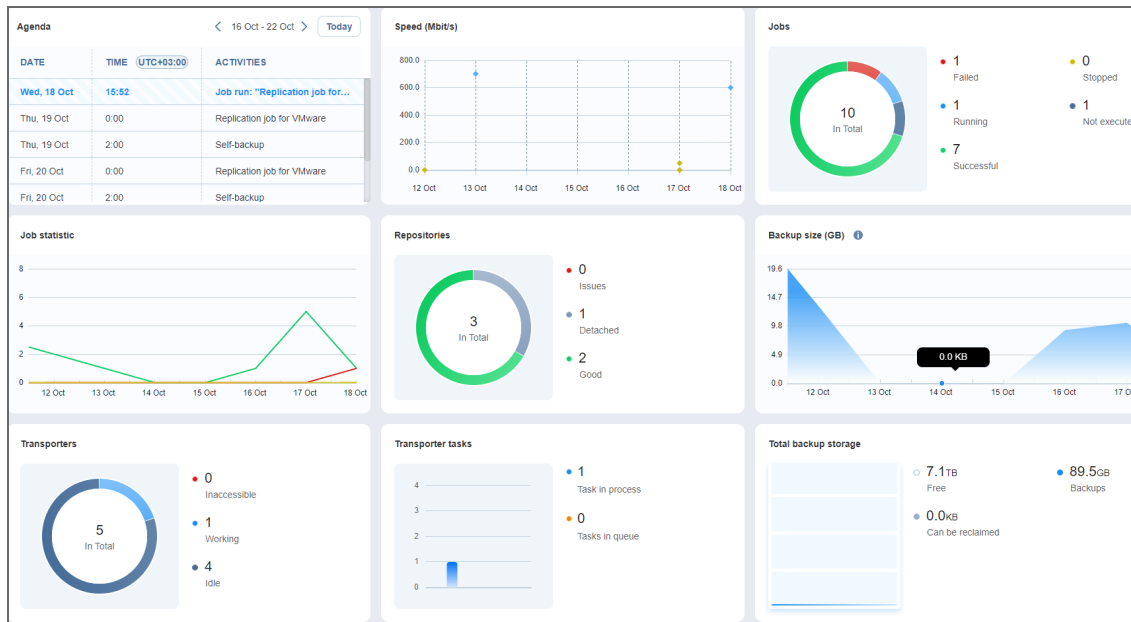 Agenda
16 Oct - 22 Oct
Today
DATE TIME UTC+03:00 ACTIVITIES
Wed, 18 Oct 15:52 Job run: "Replication job for...
Thu, 19 Oct 0:00 Replication job for VMware
Thu, 19 Oct 2:00 Self-backup
Fri, 20 Oct 0:00 Replication job for VMware
Fri, 20 Oct 2:00 Self-backup
Speed (Mbit/s)
800.0
600.0
400.0
200.0
0.0
12 Oct 13 Oct 14 Oct 15 Oct 16 Oct 17 Oct 18 Oct
Jobs
10
In Total
1
Failed
0
Stopped
1
Running
1
Not execute
7
Successful
Job statistic
8
6
4
2
0
12 Oct 13 Oct 14 Oct 15 Oct 16 Oct 17 Oct 18 Oct
Repositories
3
In Total
0
Issues
1
Detached
2
Good
Backup size (GB)
19.6
14.7
9.8
4.9
0.0
0.0 KB
12 Oct 13 Oct 14 Oct 15 Oct 16 Oct 17 O
Transporters
5
In Total
0
Inaccessible
1
Working
4
Idle
Transporter tasks
4
3
2
1
0
1
Task in process
0
Tasks in queue
Total backup storage
7.1TB
Free
89.5GB
Backups
0.0KB
Can be reclaimed